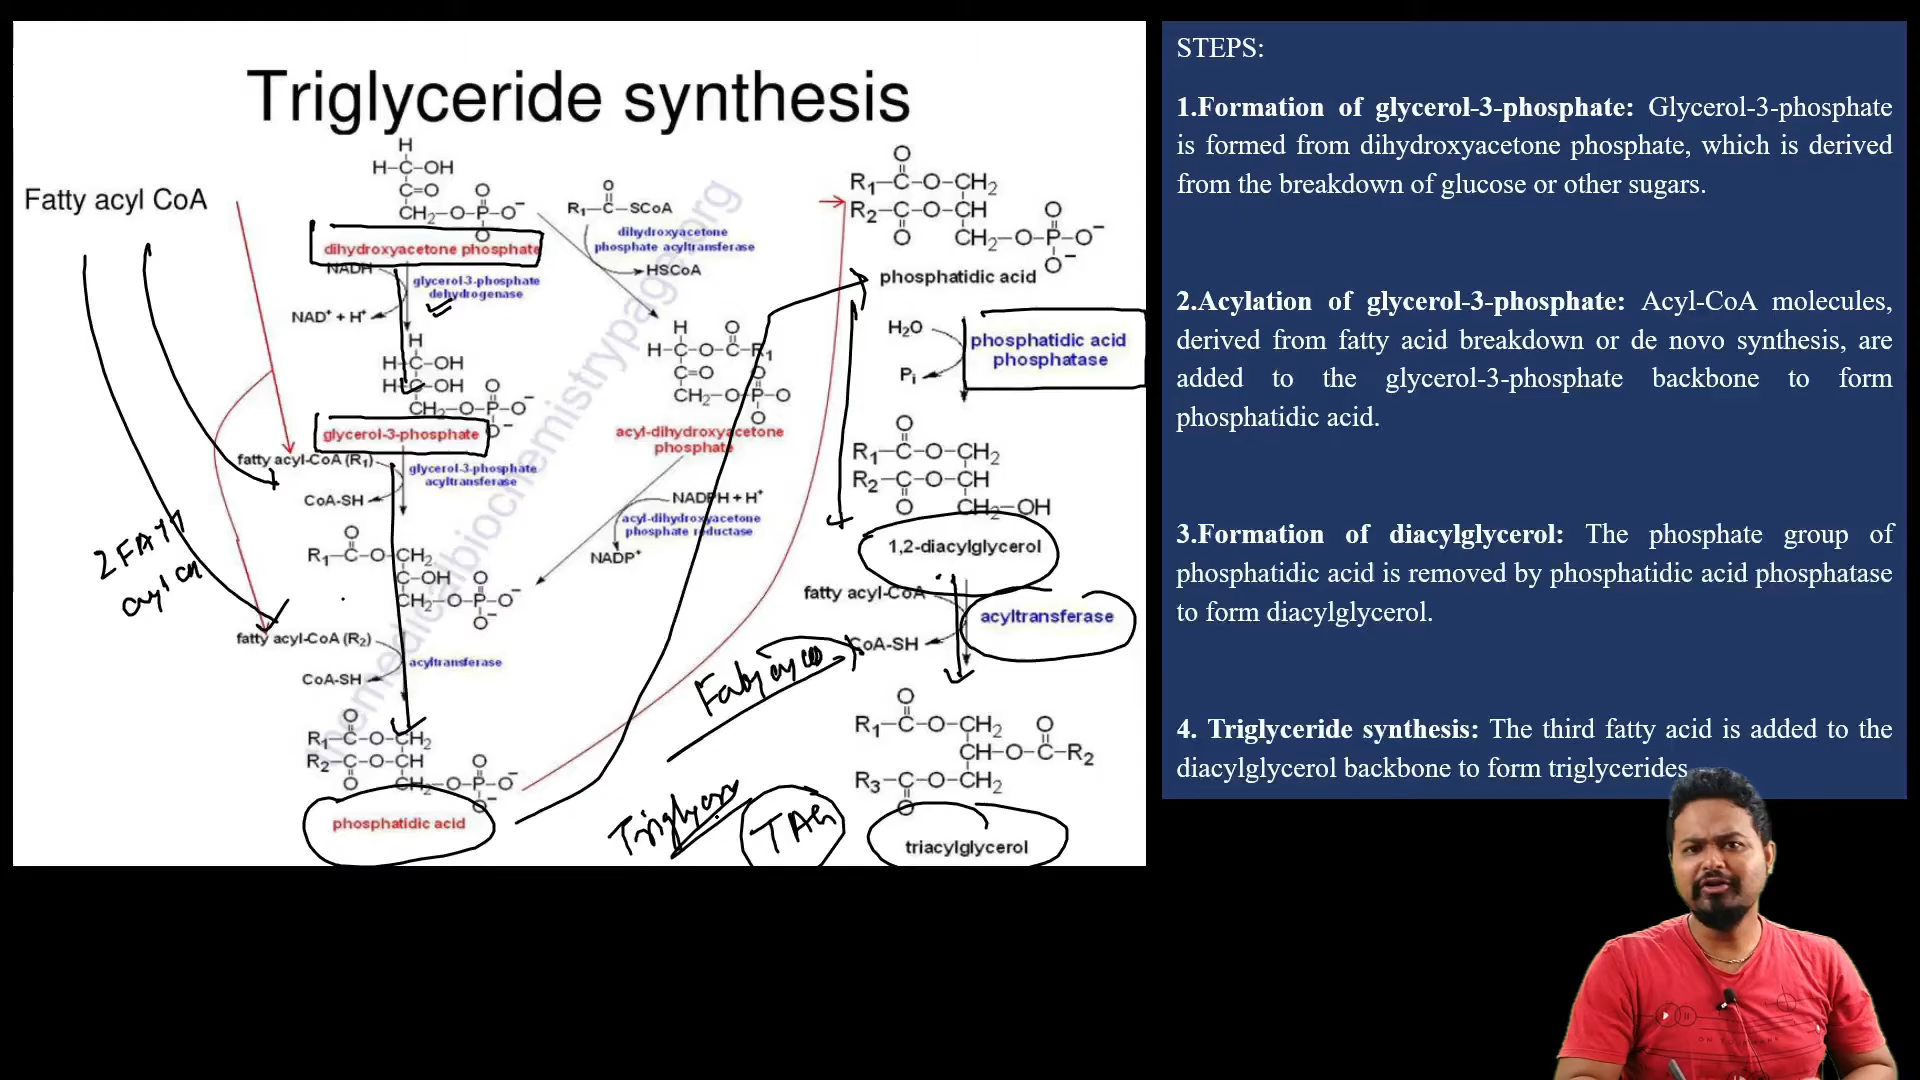 Triglyceride synthesis
Fatty acyl CoA
H
H-C-OH
C=O
CH2-O-P-O-
O
O
dihydroxyacetone phosphate
NADH
glycerol-3-phosphate
dehydrogenase
NAD+ + H+
H
H-C-OH
H-C-OH
CH2-O-P-O-
O
O-
glycerol-3-phosphate
fatty acyl-CoA (R1)
glycerol-3-phosphate
acyltransferase
CoA-SH
O
R1-C-O-CH2
C-OH
CH2-O-P-O-
O
O-
2 FATTY
fatty acyl-CoA (R2)
acyltransferase
CoA-SH
O
R1-C-O-CH2
R2-C-O-CH
O
CH2-O-P-O-
O
O-
phosphatidic acid
O
R1-C-SCoA
dihydroxyacetone
phosphate acyltransferase
HSCoA
H O
H-C-O-C-R1
C=O
CH2-O-P-O
O
O
acyl-dihydroxyacetone
phosphate
NADPH + H+
acyl-dihydroxyacetone
phosphate reductase
NADP+
themedicalbiochemistrypage.org
TAG
O
R1-C-O-CH2
R2-C-O-CH
O
CH2-O-P-O-
O
O-
phosphatidic acid
H2O
phosphatidic acid
phosphatase
Pi
O
R1-C-O-CH2
R2-C-O-CH
O
CH2-OH
1,2-diacylglycerol
fatty acyl-CoA
acyltransferase
CoA-SH
O
R1-C-O-CH2 O
CH-O-C-R2
R3-C-O-CH2
O
triacylglycerol
STEPS:
1.Formation of glycerol-3-phosphate: Glycerol-3-phosphate
is formed from dihydroxyacetone phosphate, which is derived
from the breakdown of glucose or other sugars.
2.Acylation of glycerol-3-phosphate: Acyl-CoA molecules,
derived from fatty acid breakdown or de novo synthesis, are
added to the glycerol-3-phosphate backbone to form
phosphatidic acid.
3.Formation of diacylglycerol: The phosphate group of
phosphatidic acid is removed by phosphatidic acid phosphatase
to form diacylglycerol.
4. Triglyceride synthesis: The third fatty acid is added to the
diacylglycerol backbone to form triglycerides